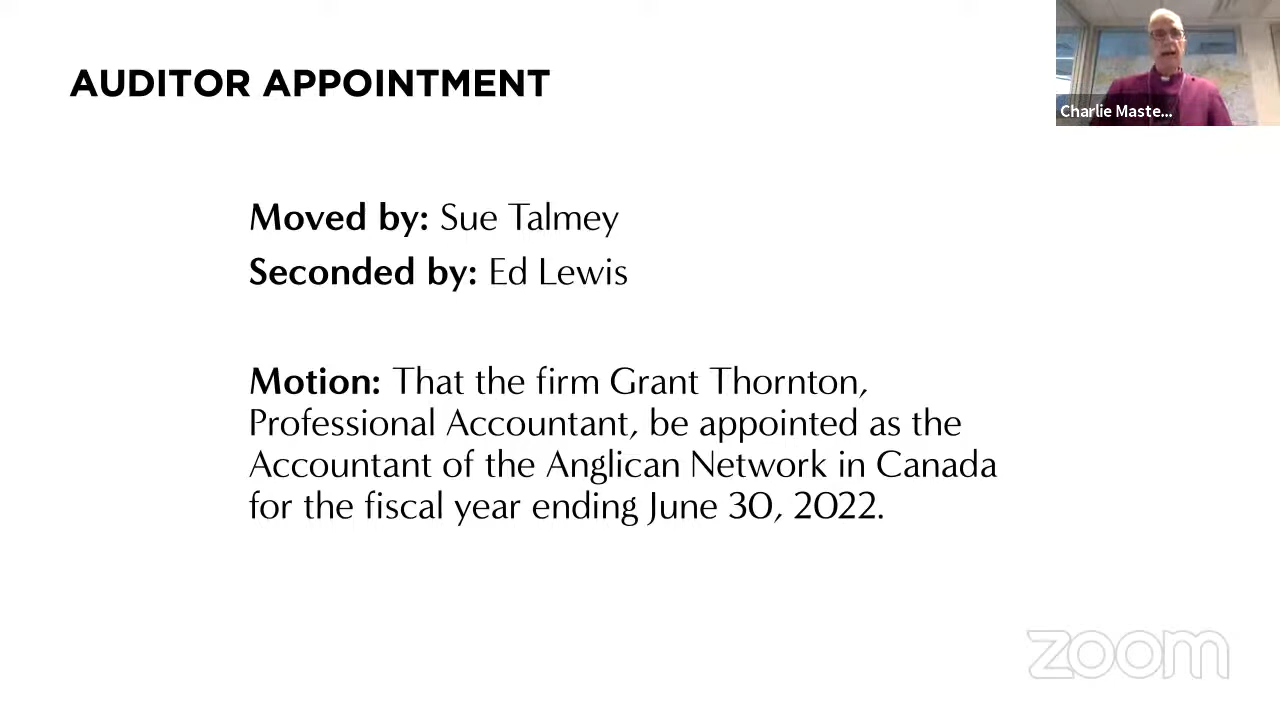 AUDITOR APPOINTMENT
Charlie Maste...
Moved by: Sue Talmey
Seconded by: Ed Lewis
Motion: That the firm Grant Thornton,
Professional Accountant, be appointed as the
Accountant of the Anglican Network in Canada
for the fiscal year ending June 30, 2022.
zoom